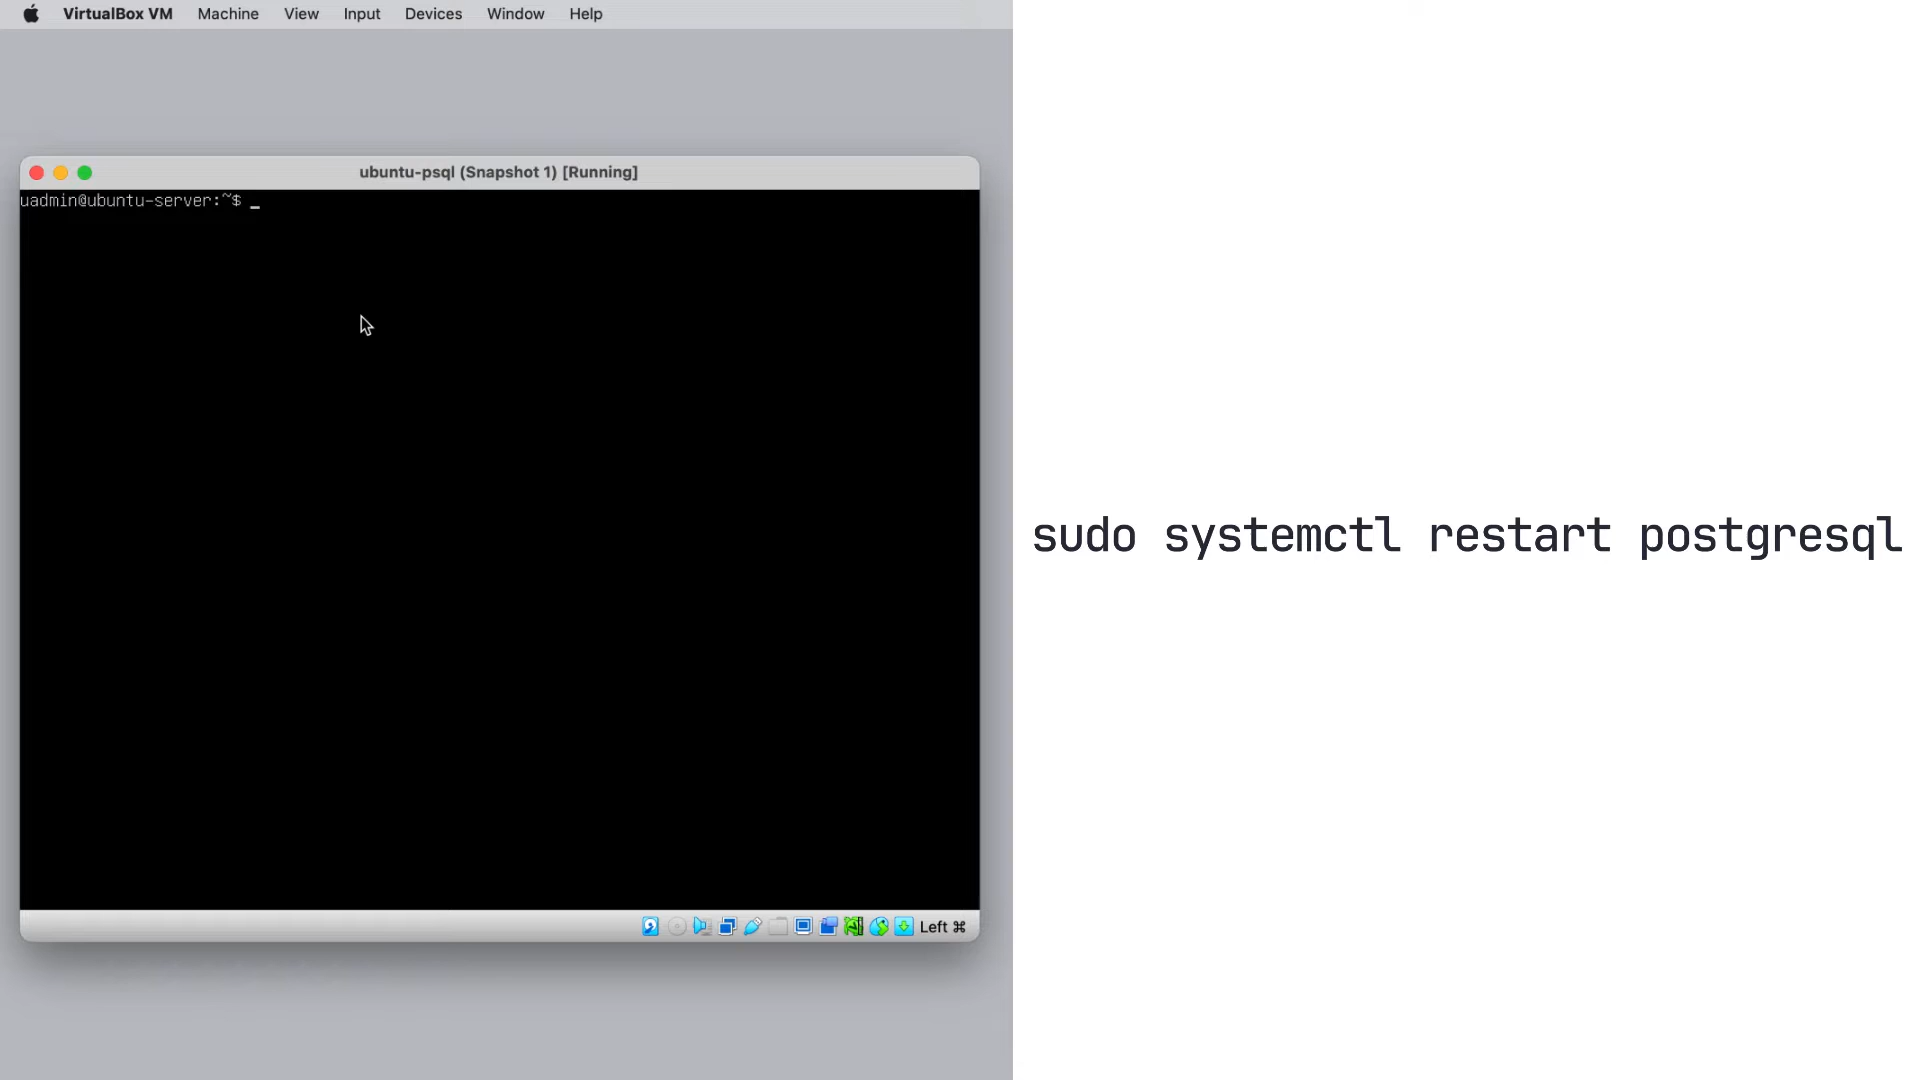 VirtualBox VM Machine View Input Devices Window Help
ubuntu-psql (Snapshot 1) [Running]
uadmin@ubuntu-server:~$ _
sudo systemctl restart postgresql
Left ⌘